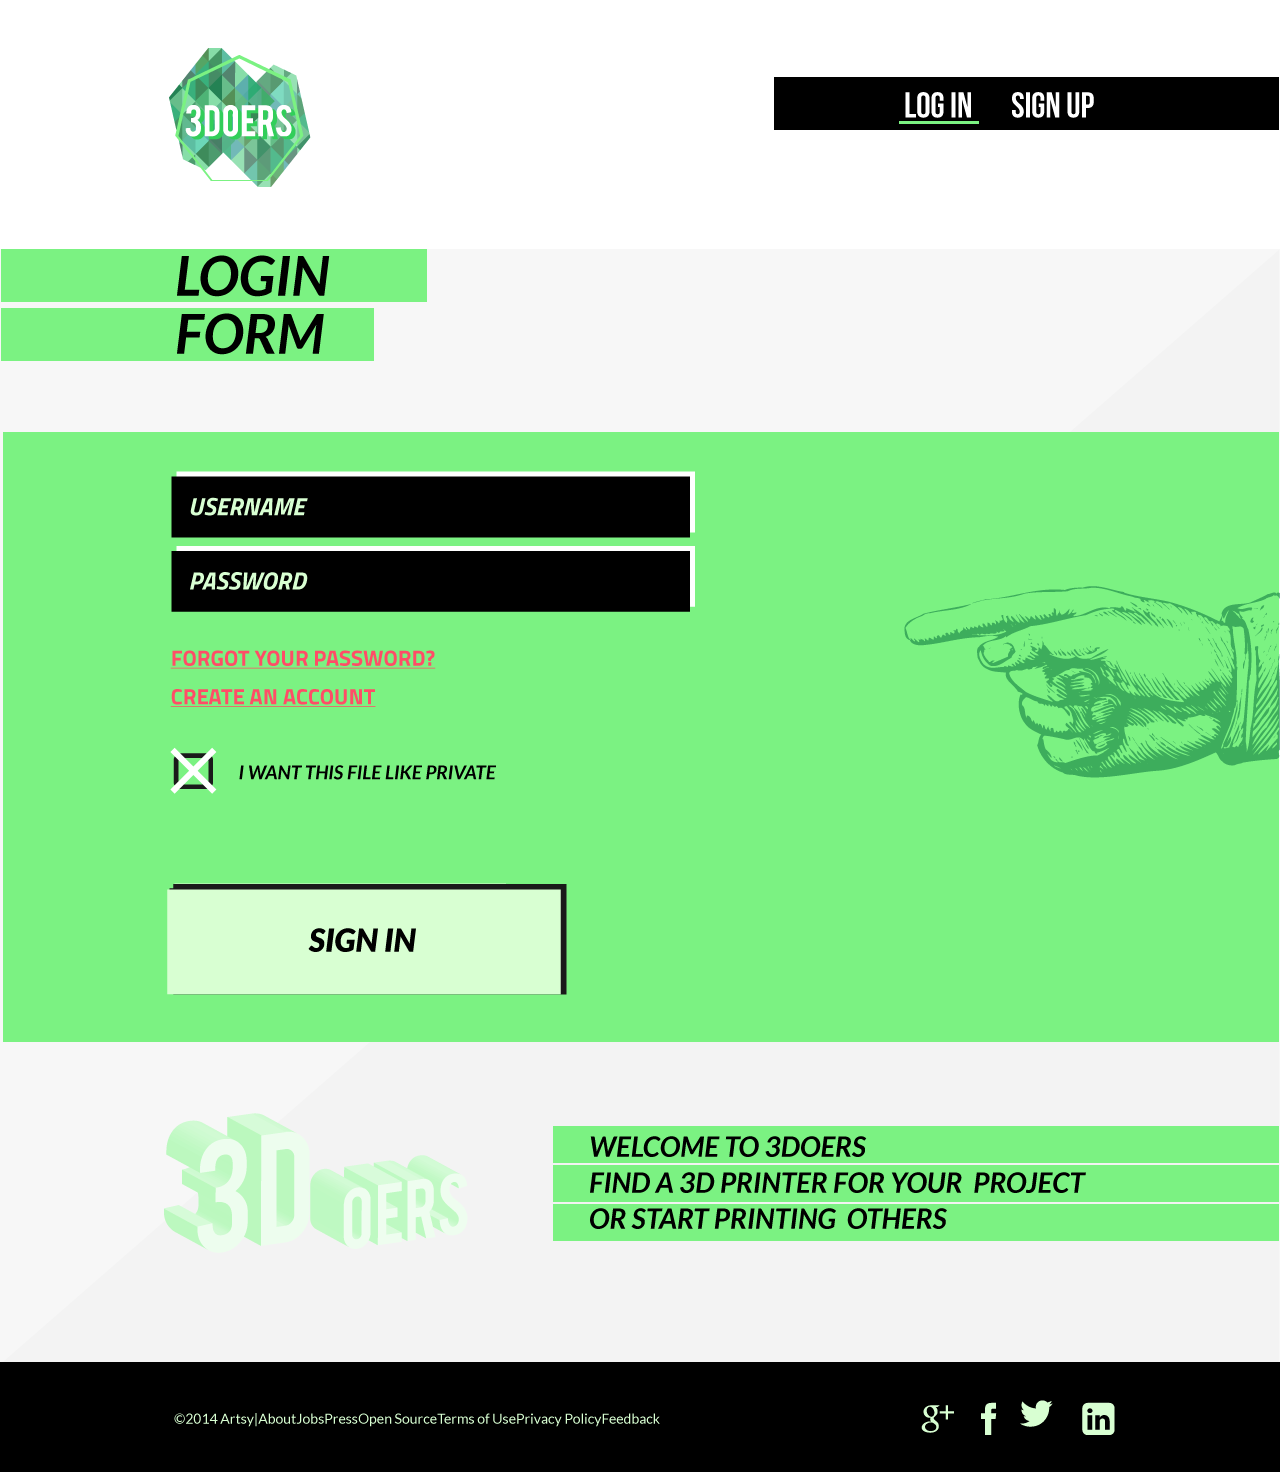 3DOERS
LOG IN SIGN UP
LOGIN
FORM
USERNAME
PASSWORD
FORGOT YOUR PASSWORD?
CREATE AN ACCOUNT
I WANT THIS FILE LIKE PRIVATE
SIGN IN
3DOERS
WELCOME TO 3DOERS
FIND A 3D PRINTER FOR YOUR PROJECT
OR START PRINTING OTHERS
©2014 Artsy|AboutJobsPressOpen SourceTerms of UsePrivacy PolicyFeedback
g+ f in